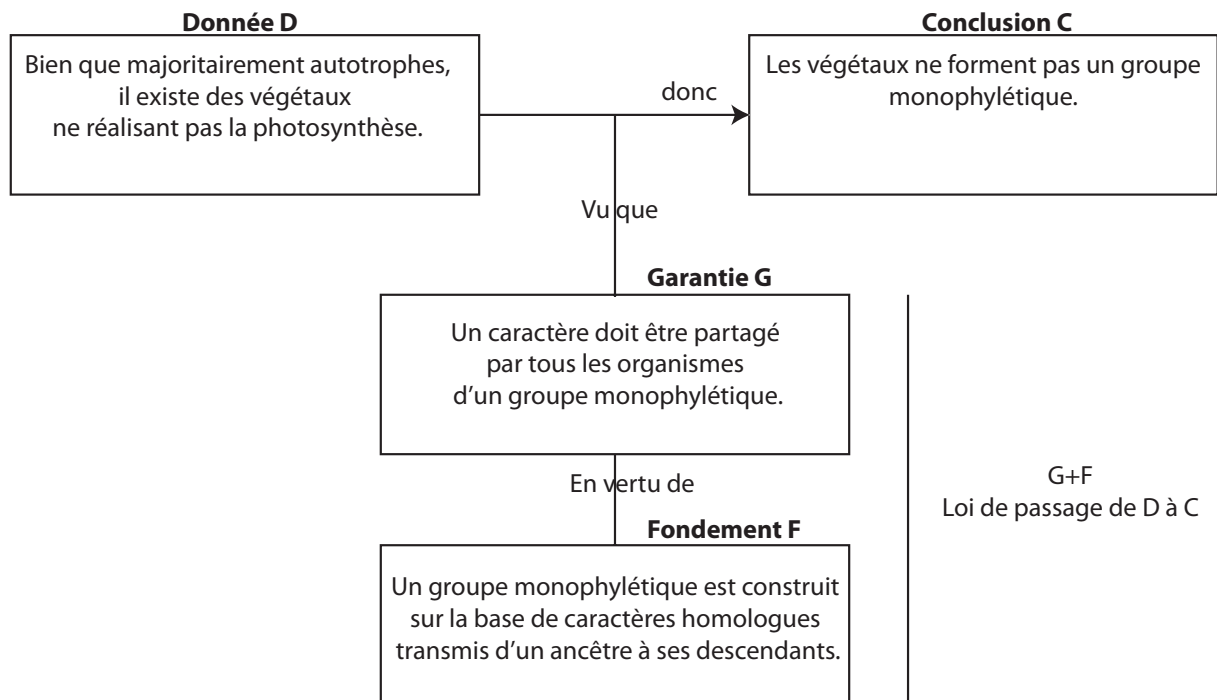 Donnée D
Bien que majoritairement autotrophes,
il existe des végétaux
ne réalisant pas la photosynthèse.
donc
Conclusion C
Les végétaux ne forment pas un groupe
monophylétique.
Vu que
Garantie G
Un caractère doit être partagé
par tous les organismes
d'un groupe monophylétique.
En vertu de
Fondement F
Un groupe monophylétique est construit
sur la base de caractères homologues
transmis d'un ancêtre à ses descendants.
G+F
Loi de passage de D à C